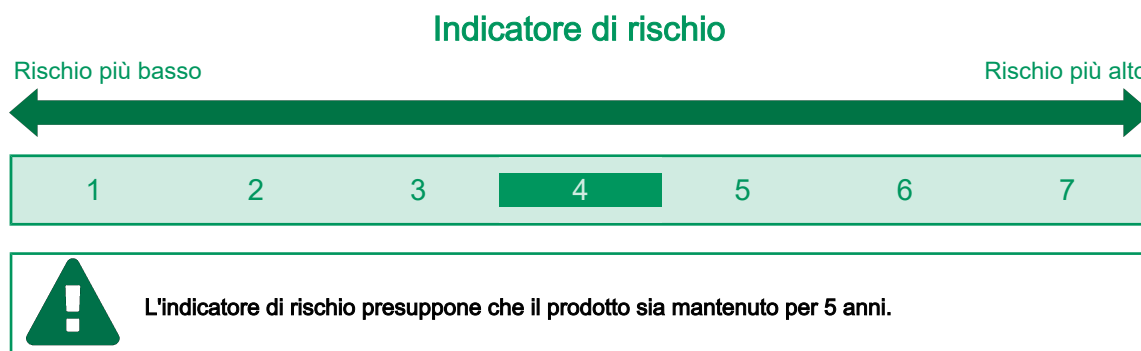 Indicatore di rischio
Rischio più basso Rischio più alto
1 2 3 4 5 6 7
L'indicatore di rischio presuppone che il prodotto sia mantenuto per 5 anni.